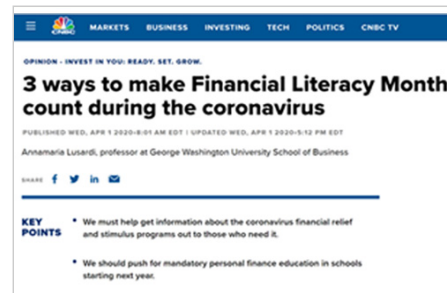 CNBC
MARKETS BUSINESS INVESTING TECH POLITICS CNBC TV
OPINION - INVEST IN YOU: READY. SET. GROW.
3 ways to make Financial Literacy Month
count during the coronavirus
PUBLISHED WED, APR 1 2020•8:01 AM EDT | UPDATED WED, APR 1 2020•5:12 PM EDT
Annamaria Lusardi, professor at George Washington University School of Business
SHARE
KEY
POINTS
• We must help get information about the coronavirus financial relief
and stimulus programs out to those who need it.
• We should push for mandatory personal finance education in schools
starting next year.